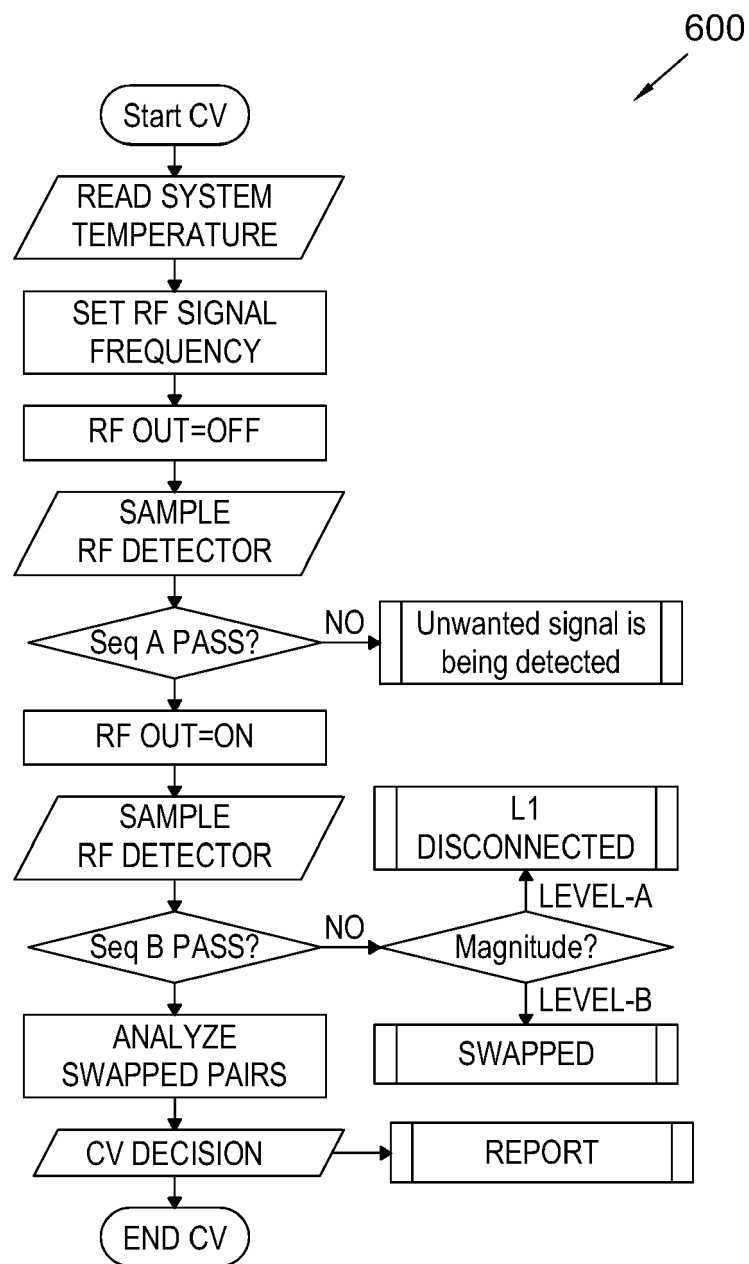 600
Start CV
READ SYSTEM
TEMPERATURE
SET RF SIGNAL
FREQUENCY
RF OUT=OFF
SAMPLE
RF DETECTOR
Seq A PASS?
NO
Unwanted signal is
being detected
RF OUT=ON
SAMPLE
RF DETECTOR
L1
DISCONNECTED
LEVEL-A
Seq B PASS?
NO
Magnitude?
LEVEL-B
ANALYZE
SWAPPED PAIRS
SWAPPED
CV DECISION
REPORT
END CV